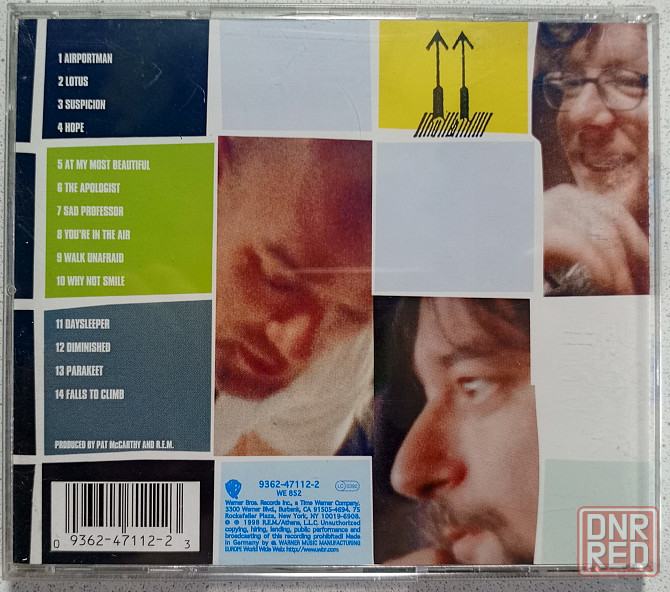 1 AIRPORTMAN
2 LOTUS
3 SUSPICION
4 HOPE
5 AT MY MOST BEAUTIFUL
6 THE APOLOGIST
7 SAD PROFESSOR
8 YOU'RE IN THE AIR
9 WALK UNAFRAID
10 WHY NOT SMILE
11 DAYSLEEPER
12 DIMINISHED
13 PARAKEET
14 FALLS TO CLIMB
PRODUCED BY PAT McCARTHY AND R.E.M.
0 9362-47112-2 3
9362-47112-2
WE 852
LC 0392
Warner Bros. Records Inc., a Time Warner Company,
3300 Warner Blvd., Burbank, CA 91505-4694. 75
Rockefeller Plaza, New York, NY 10019-6908.
℗ © 1998 R.E.M./Athens, L.L.C. Unauthorized
copying, hiring, lending, public performance and
broadcasting of this recording prohibited! Made
in Germany by WARNER MUSIC MANUFACTURING
EUROPE World Wide Web: http://www.wbr.com
DNR
RED